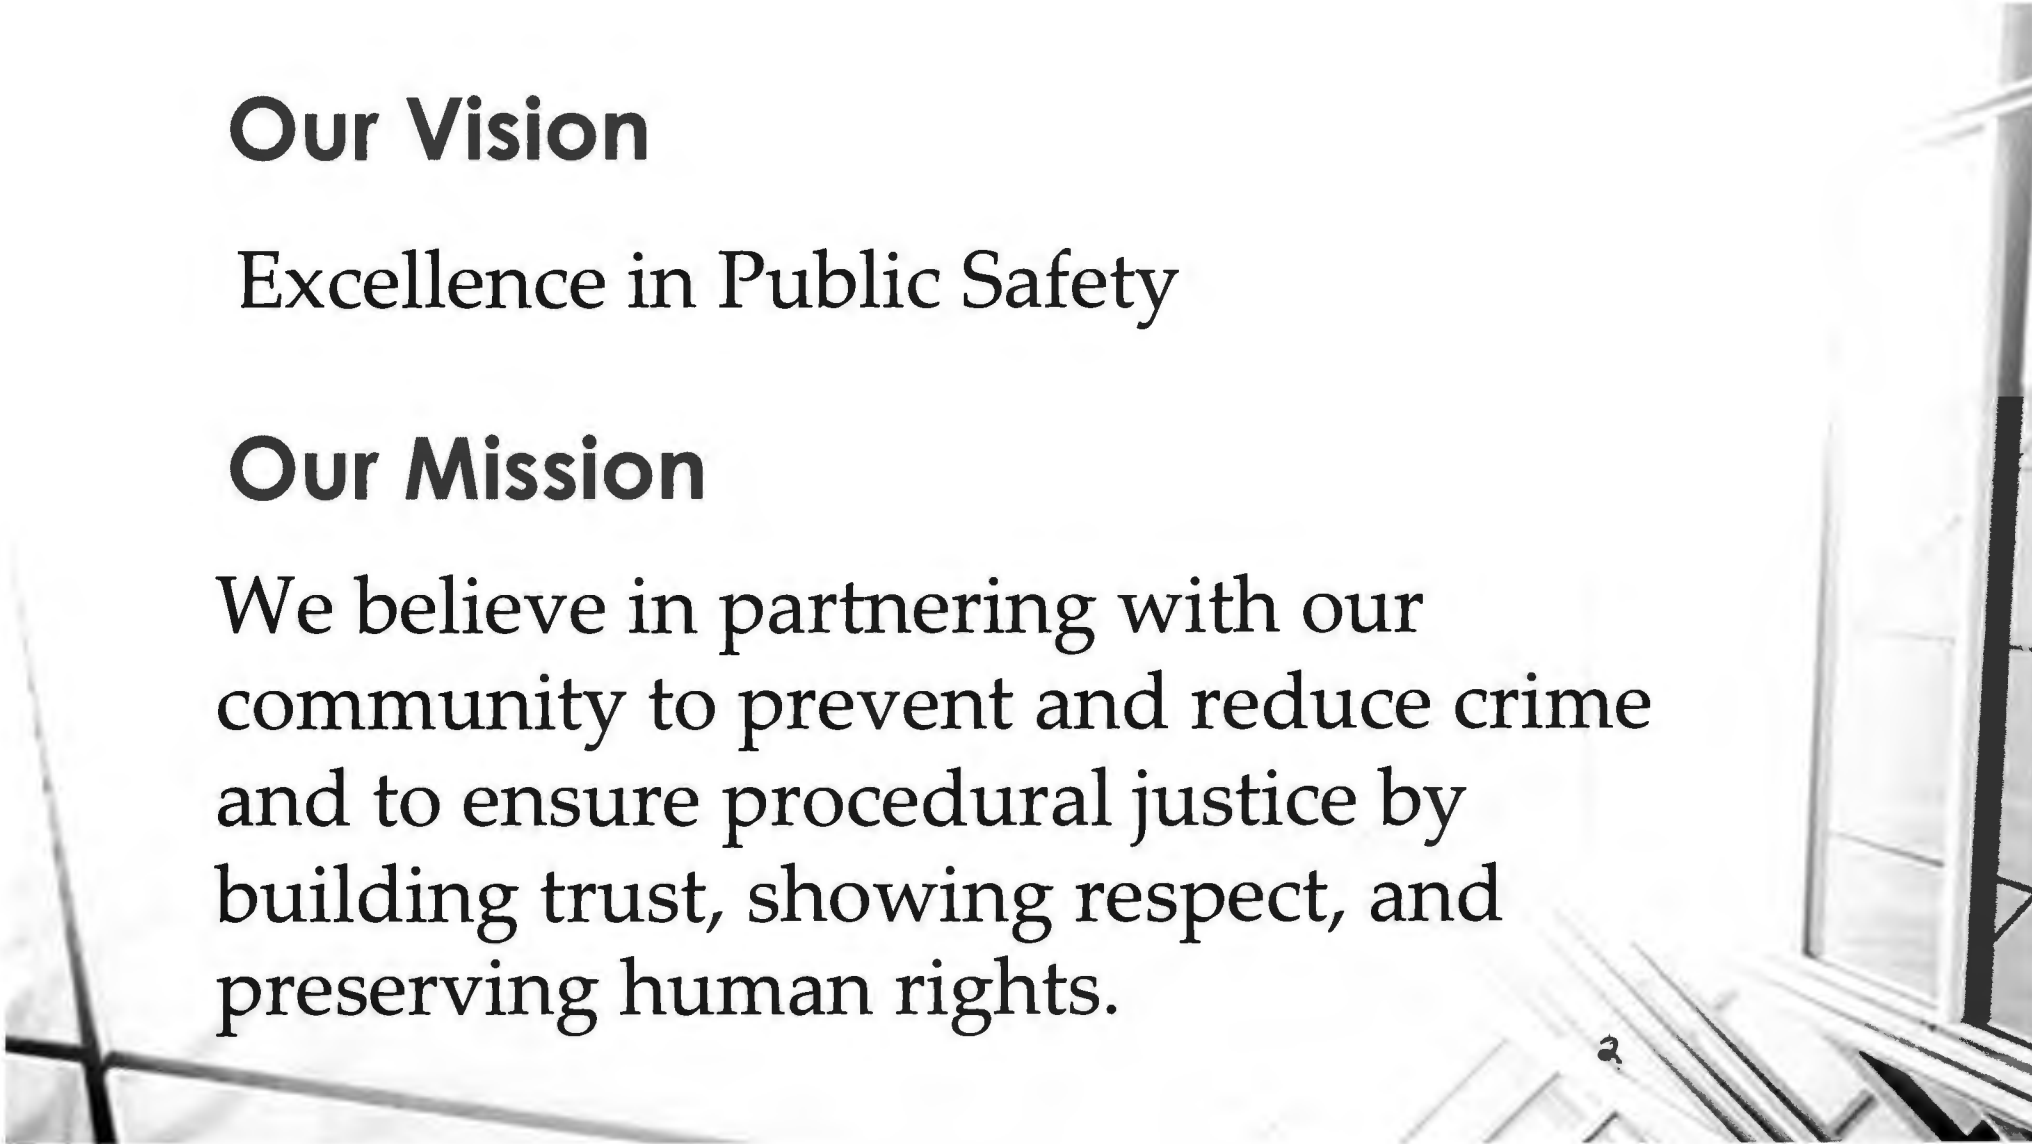 Our Vision
Excellence in Public Safety
Our Mission
We believe in partnering with our
community to prevent and reduce crime
and to ensure procedural justice by
building trust, showing respect, and
preserving human rights.
2